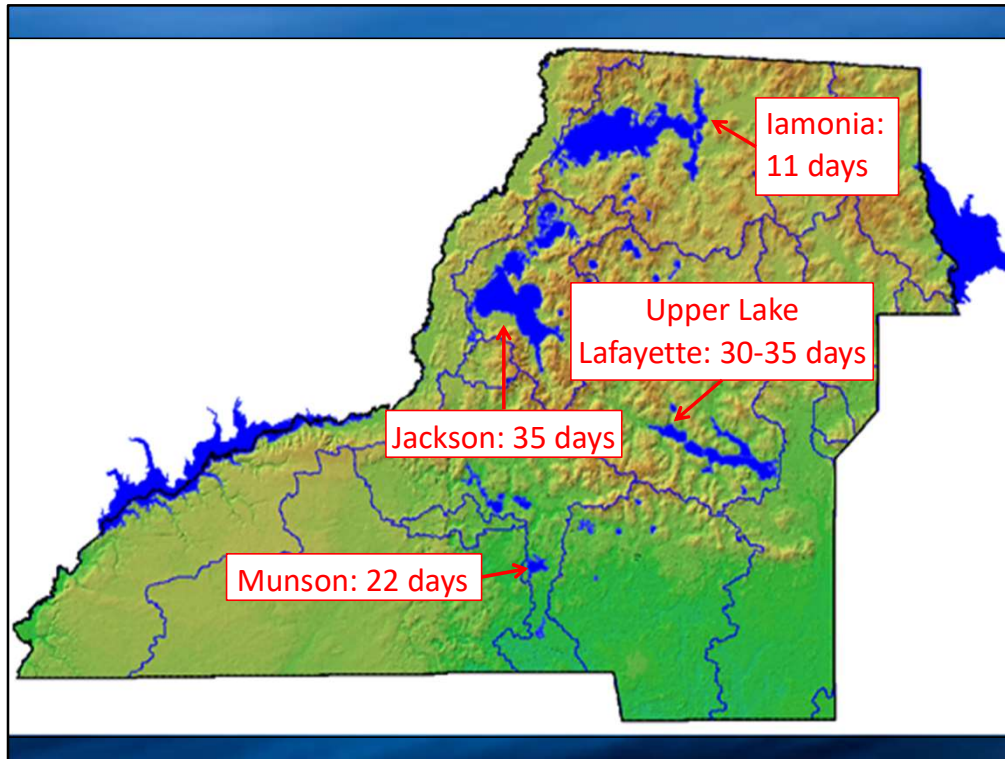 Iamonia:
11 days
Upper Lake
Lafayette: 30-35 days
Jackson: 35 days
Munson: 22 days